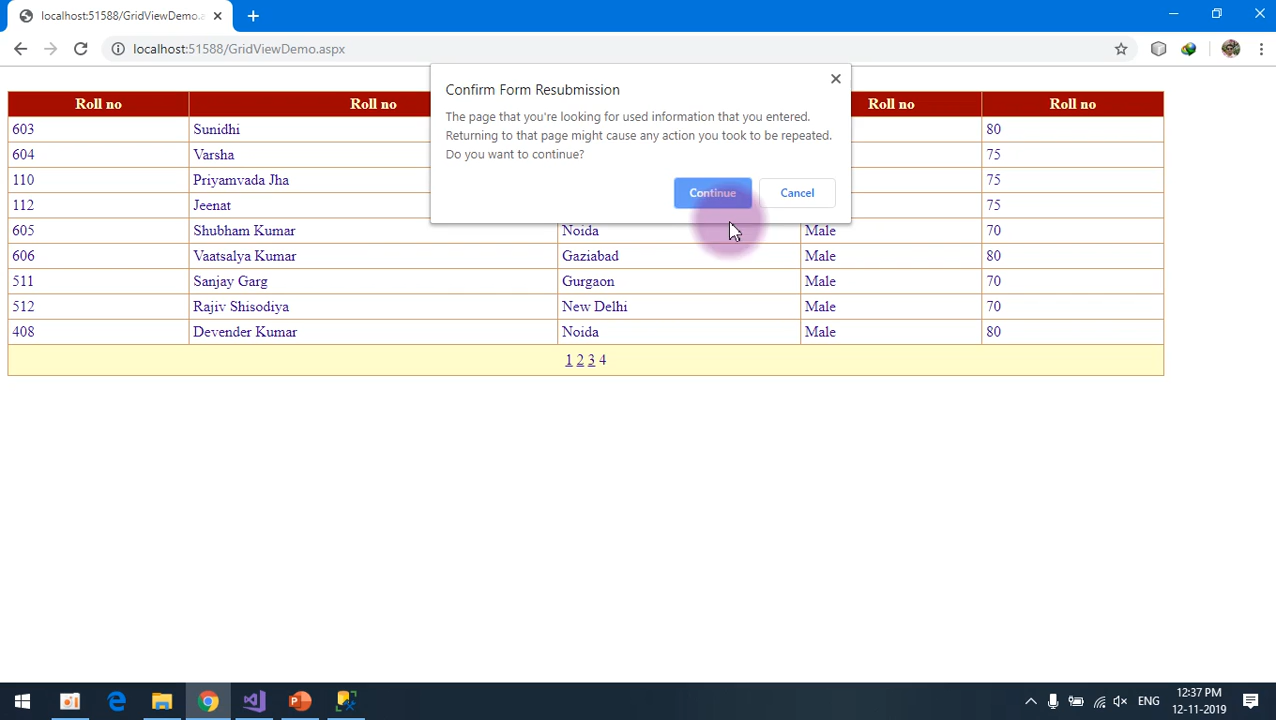 localhost:51588/GridViewDemo.a
localhost:51588/GridViewDemo.aspx
Confirm Form Resubmission
The page that you're looking for used information that you entered.
Returning to that page might cause any action you took to be repeated.
Do you want to continue?
Continue Cancel
Roll no Roll no Roll no Roll no
603 Sunidhi 80
604 Varsha 75
110 Priyamvada Jha 75
112 Jeenat 75
605 Shubham Kumar Noida Male 70
606 Vaatsalya Kumar Gaziabad Male 80
511 Sanjay Garg Gurgaon Male 70
512 Rajiv Shisodiya New Delhi Male 70
408 Devender Kumar Noida Male 80
1 2 3 4
ENG
12:37 PM
12-11-2019